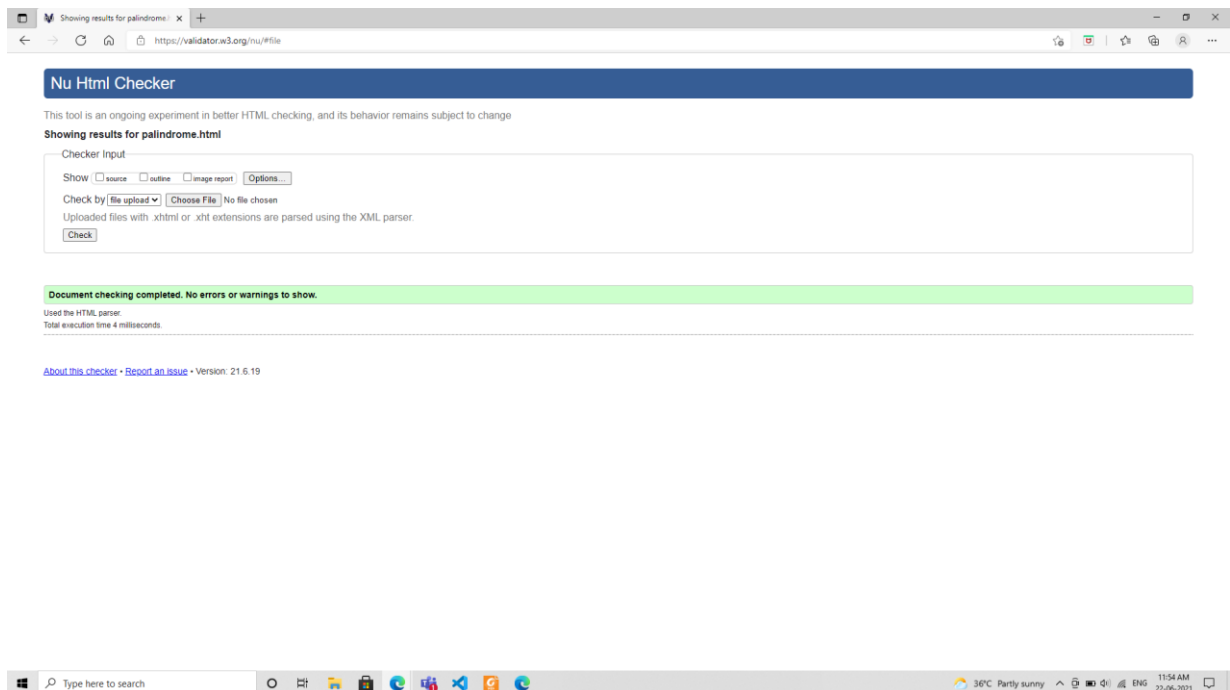 Showing results for palindrome.
https://validator.w3.org/nu/#file
Nu Html Checker
This tool is an ongoing experiment in better HTML checking, and its behavior remains subject to change
Showing results for palindrome.html
Checker Input
Show source outline image report Options...
Check by file upload Choose File No file chosen
Uploaded files with .xhtml or .xht extensions are parsed using the XML parser.
Check
Document checking completed. No errors or warnings to show.
Used the HTML parser.
Total execution time 4 milliseconds.
About this checker • Report an issue • Version: 21.6.19
Type here to search
36°C Partly sunny
ENG
11:54 AM
22-06-2021